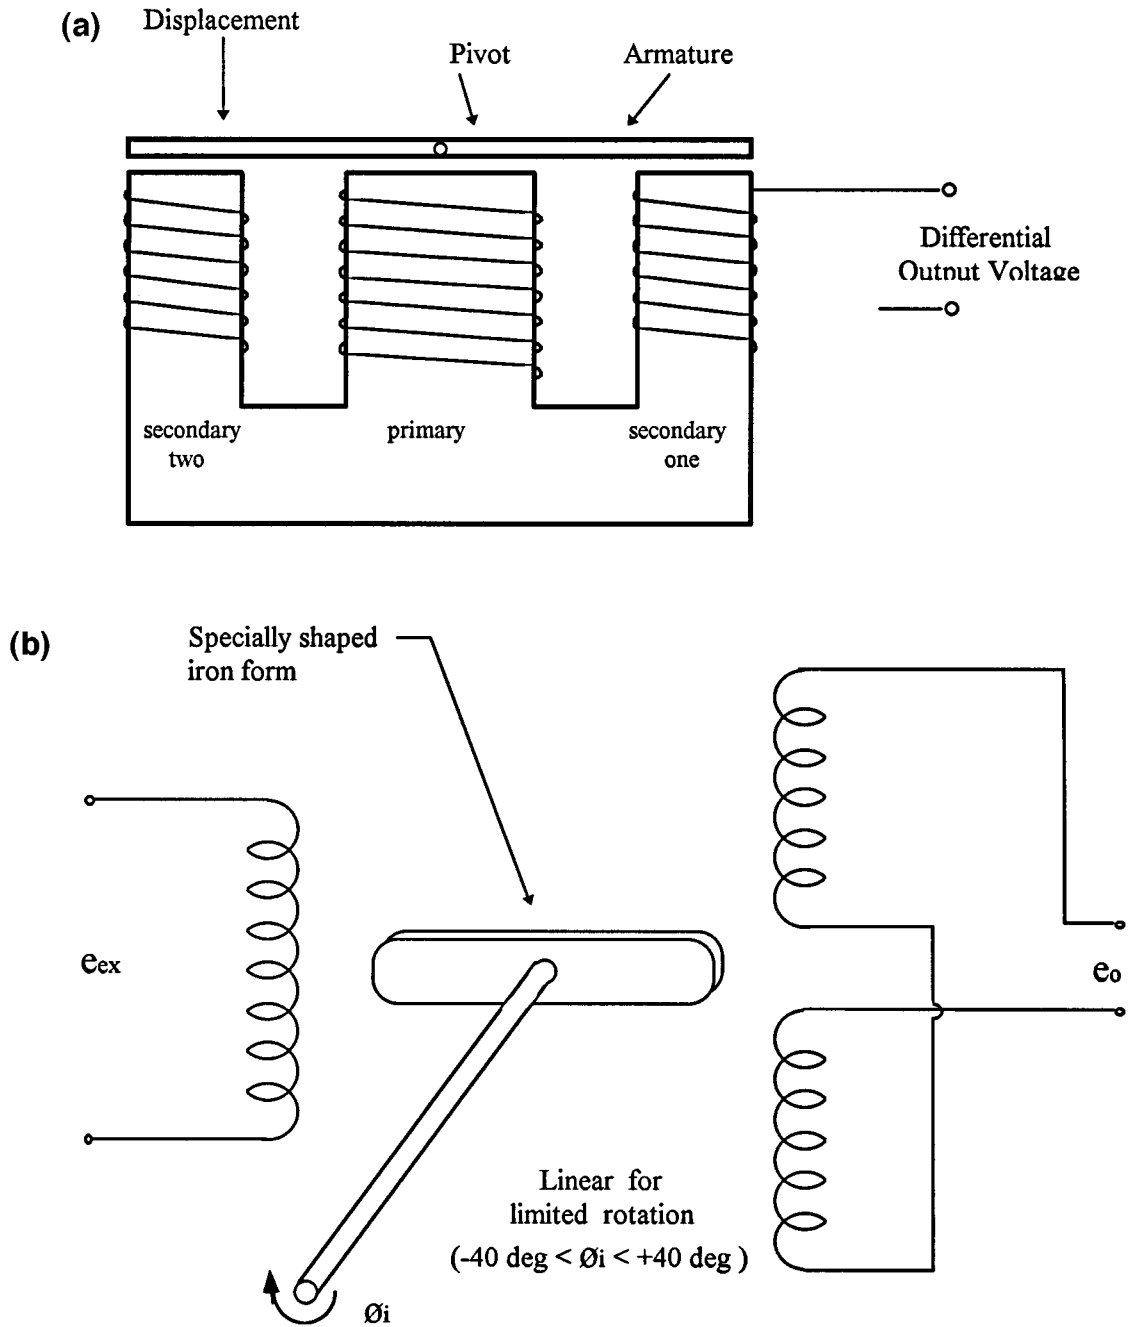 (a)
Displacement
Pivot
Armature
Differential
Output Voltage
secondary
two
primary
secondary
one
(b)
Specially shaped
iron form
eex
eo
Linear for
limited rotation
(-40 deg < Øi < +40 deg )
Øi